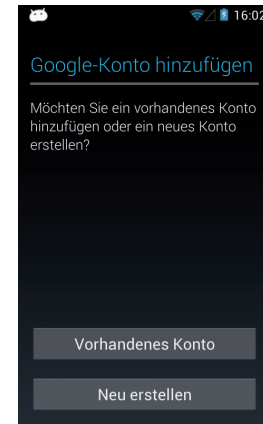 16:02
Google-Konto hinzufügen
Möchten Sie ein vorhandenes Konto
hinzufügen oder ein neues Konto
erstellen?
Vorhandenes Konto
Neu erstellen